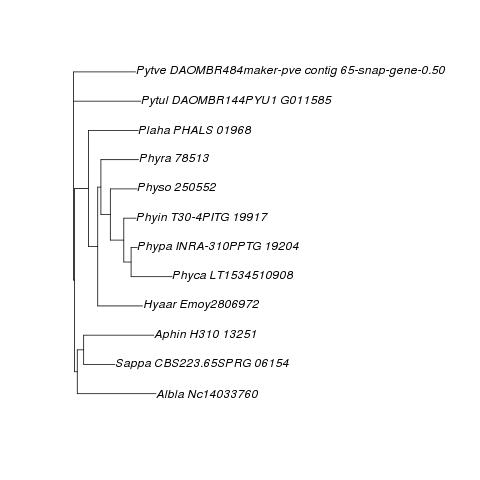 Pytve DAOMBR484maker-pve contig 65-snap-gene-0.50
Pytul DAOMBR144PYU1 G011585
Plaha PHALS 01968
Phyra 78513
Physo 250552
Phyin T30-4PITG 19917
Phypa INRA-310PPTG 19204
Phyca LT1534510908
Hyaar Emoy2806972
Aphin H310 13251
Sappa CBS223.65SPRG 06154
Albla Nc14033760